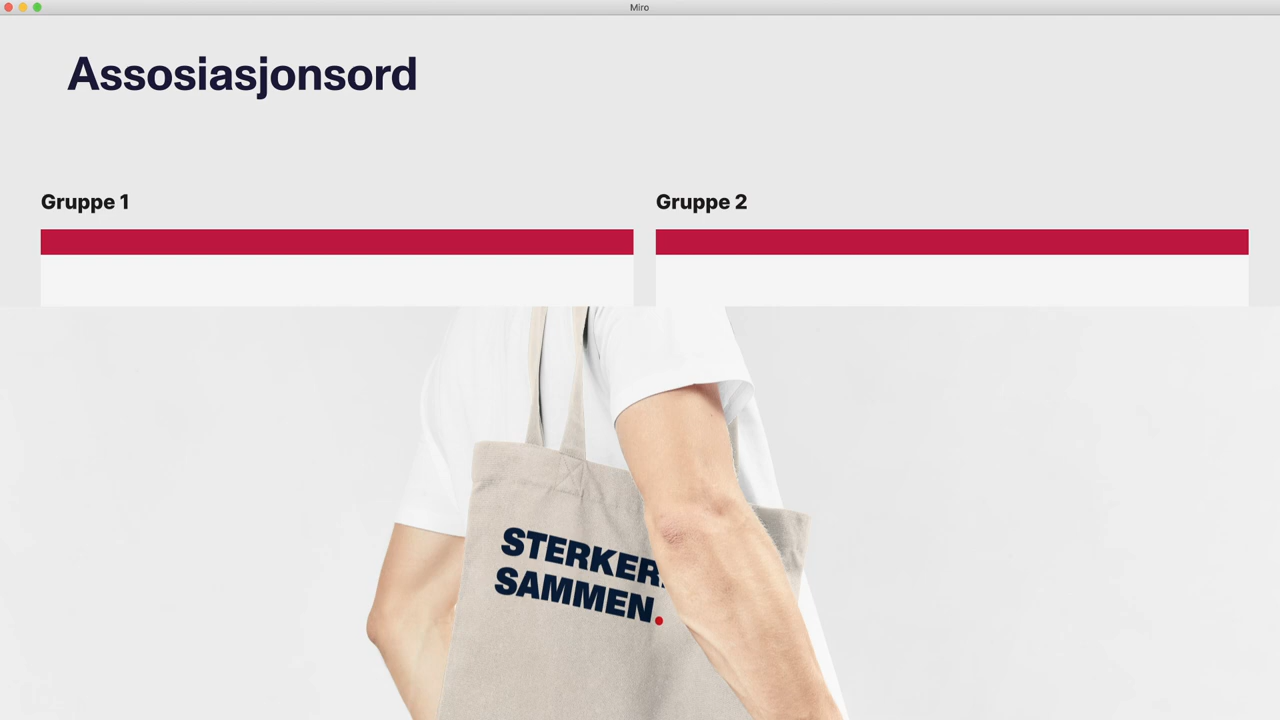 Miro
Assosiasjonsord
Gruppe 1
Gruppe 2
STERKER
SAMMEN.